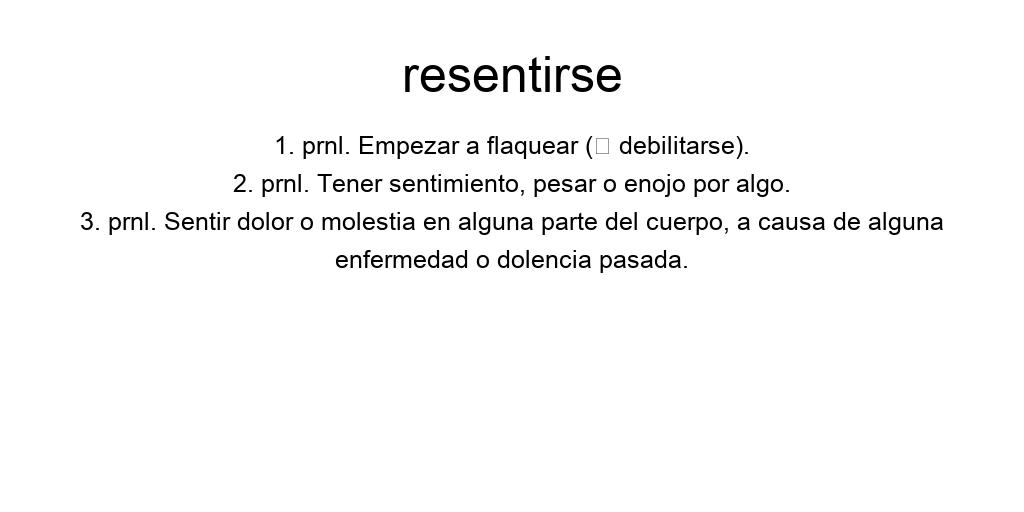 resentirse
1. prnl. Empezar a flaquear (□ debilitarse).
2. prnl. Tener sentimiento, pesar o enojo por algo.
3. prnl. Sentir dolor o molestia en alguna parte del cuerpo, a causa de alguna
enfermedad o dolencia pasada.